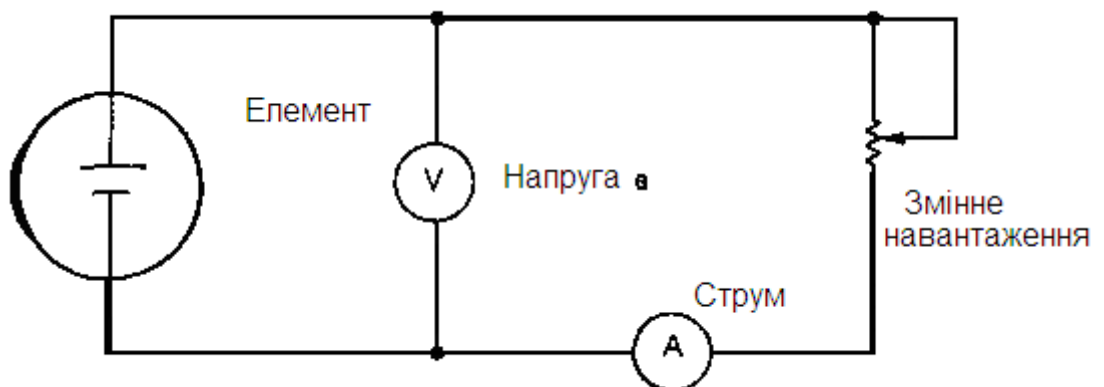 Елемент
V
Напруга в
Змінне
навантаження
Струм
A